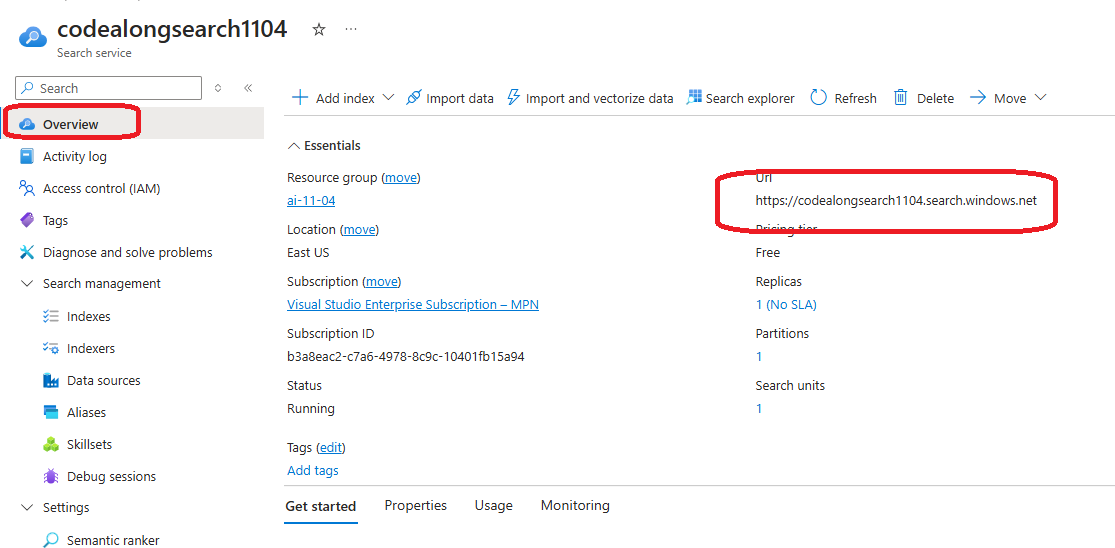 codealongsearch1104
Search service
Search
Add index
Import data
Import and vectorize data
Search explorer
Refresh
Delete
Move
Overview
Activity log
Access control (IAM)
Tags
Diagnose and solve problems
Search management
Indexes
Indexers
Data sources
Aliases
Skillsets
Debug sessions
Settings
Semantic ranker
Essentials
Resource group (move)
ai-11-04
Location (move)
East US
Subscription (move)
Visual Studio Enterprise Subscription – MPN
Subscription ID
b3a8eac2-c7a6-4978-8c9c-10401fb15a94
Status
Running
Url
https://codealongsearch1104.search.windows.net
Pricing tier
Free
Replicas
1 (No SLA)
Partitions
1
Search units
1
Tags (edit)
Add tags
Get started
Properties
Usage
Monitoring